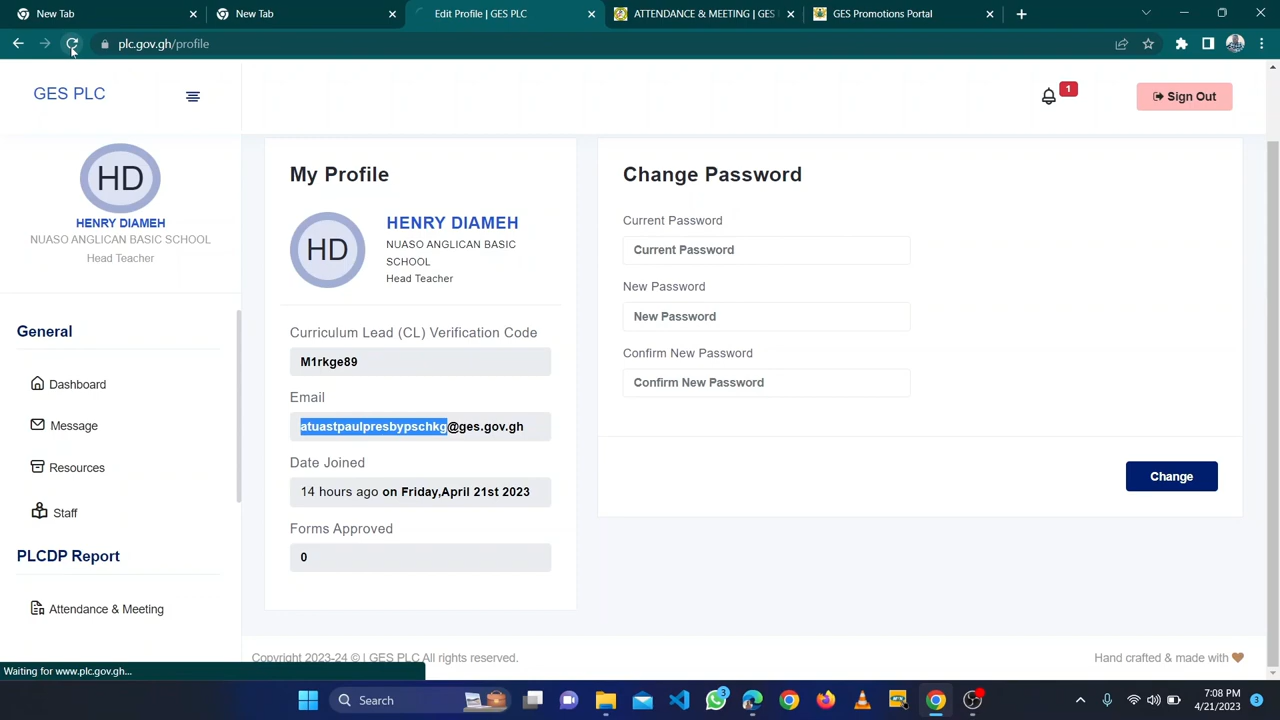 New Tab
New Tab
Edit Profile | GES PLC
ATTENDANCE & MEETING | GES
GES Promotions Portal
plc.gov.gh/profile
GES PLC
1
Sign Out
HD
HENRY DIAMEH
NUASO ANGLICAN BASIC SCHOOL
Head Teacher
General
Dashboard
Message
Resources
Staff
PLCDP Report
Attendance & Meeting
My Profile
HD
HENRY DIAMEH
NUASO ANGLICAN BASIC
SCHOOL
Head Teacher
Curriculum Lead (CL) Verification Code
M1rkge89
Email
atuastpaulpresbypschkg@ges.gov.gh
Date Joined
14 hours ago on Friday,April 21st 2023
Forms Approved
0
Change Password
Current Password
Current Password
New Password
New Password
Confirm New Password
Confirm New Password
Change
Copyright 2023-24 © | GES PLC All rights reserved.
Hand crafted & made with
Waiting for www.plc.gov.gh...
Search
3
7:08 PM
4/21/2023
3